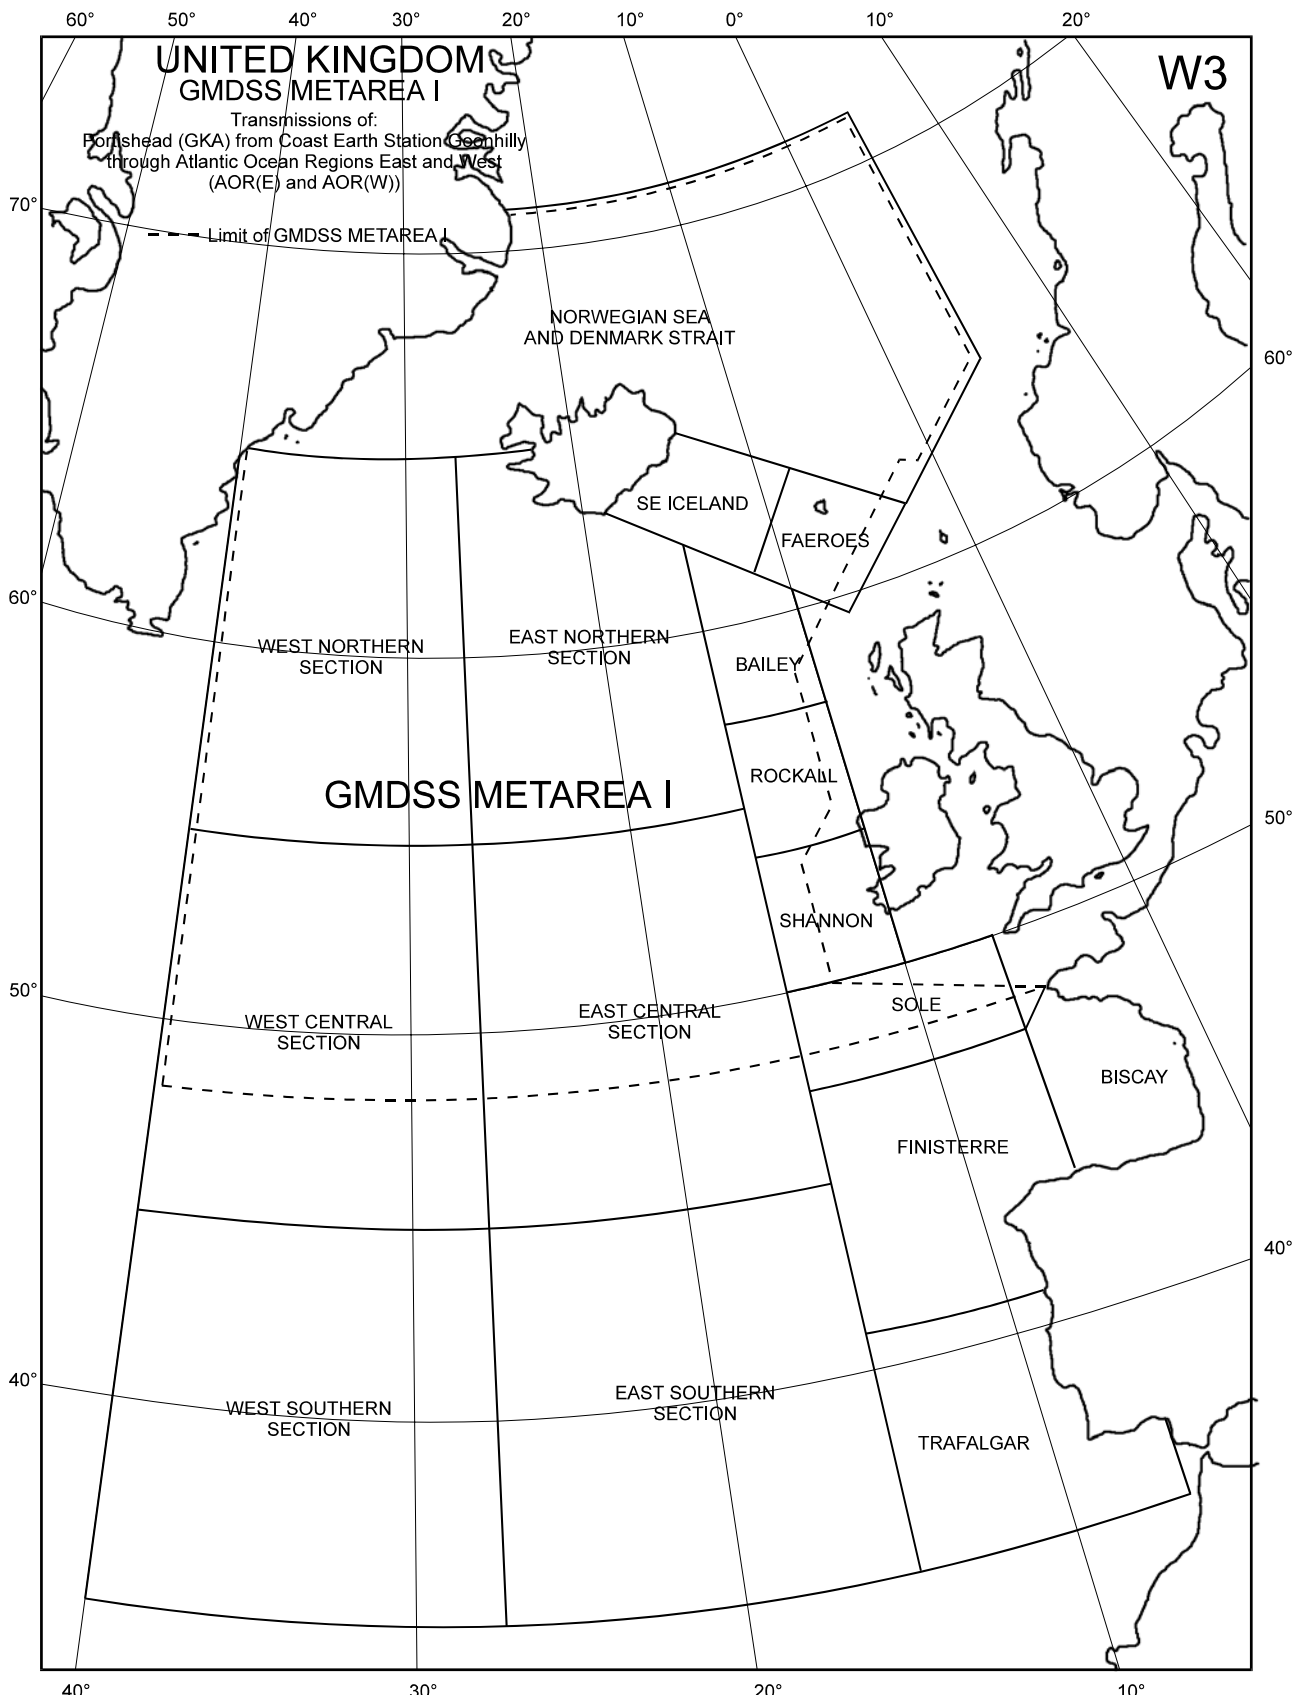 60° 50° 40° 30° 20° 10° 0° 10° 20°
UNITED KINGDOM
GMDSS METAREA I
W3
Transmissions of:
Portishead (GKA) from Coast Earth Station Goonhilly
through Atlantic Ocean Regions East and West
(AOR(E) and AOR(W))
70°
Limit of GMDSS METAREA I
NORWEGIAN SEA
AND DENMARK STRAIT
60°
SE ICELAND
FAEROES
60°
WEST NORTHERN
SECTION
EAST NORTHERN
SECTION
BAILEY
ROCKALL
GMDSS METAREA I
50°
SHANNON
50°
SOLE
WEST CENTRAL
SECTION
EAST CENTRAL
SECTION
BISCAY
FINISTERRE
40°
40°
WEST SOUTHERN
SECTION
EAST SOUTHERN
SECTION
TRAFALGAR
40° 30° 20° 10°